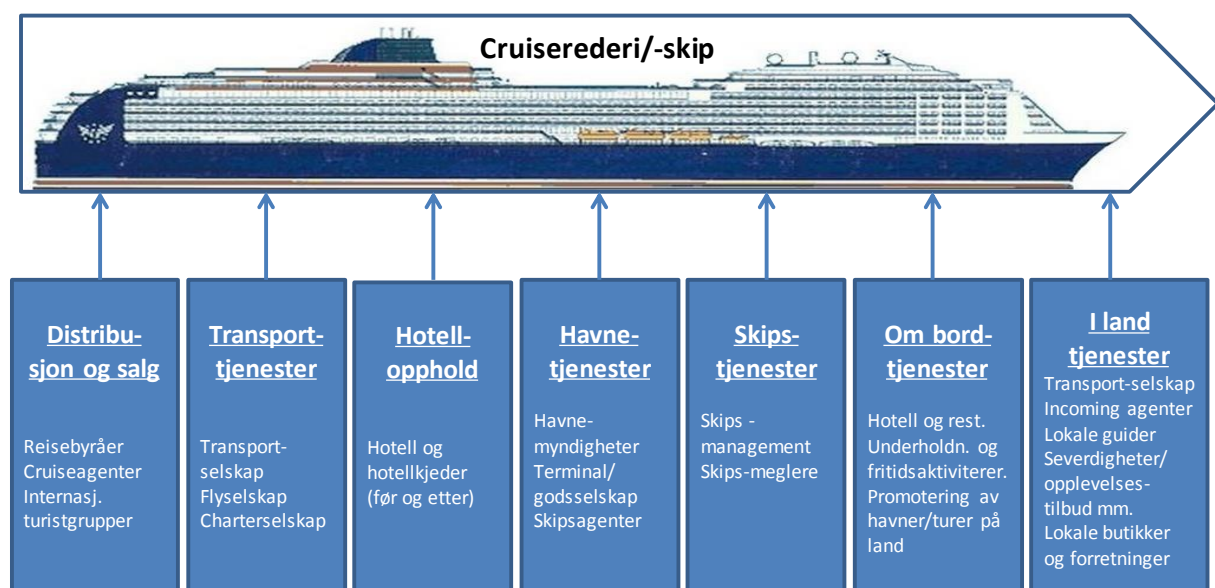 Cruiserederi/-skip
Distribu-
sjon og salg
Reisebyråer
Cruiseagenter
Internasj.
turistgrupper
Transport-
tjenester
Transport-
selskap
Flyselskap
Charterselskap
Hotell-
opphold
Hotell og
hotellkjeder
(før og etter)
Havne-
tjenester
Havne-
myndigheter
Terminal/
godsselskap
Skipsagenter
Skips-
tjenester
Skips -
management
Skips-meglere
Om bord-
tjenester
Hotell og rest.
Underholdn. og
fritidsaktiviterer.
Promotering av
havner/turer på
land
I land
tjenester
Transport-selskap
Incoming agenter
Lokale guider
Severdigheter/
opplevelses-
tilbud mm.
Lokale butikker
og forretninger